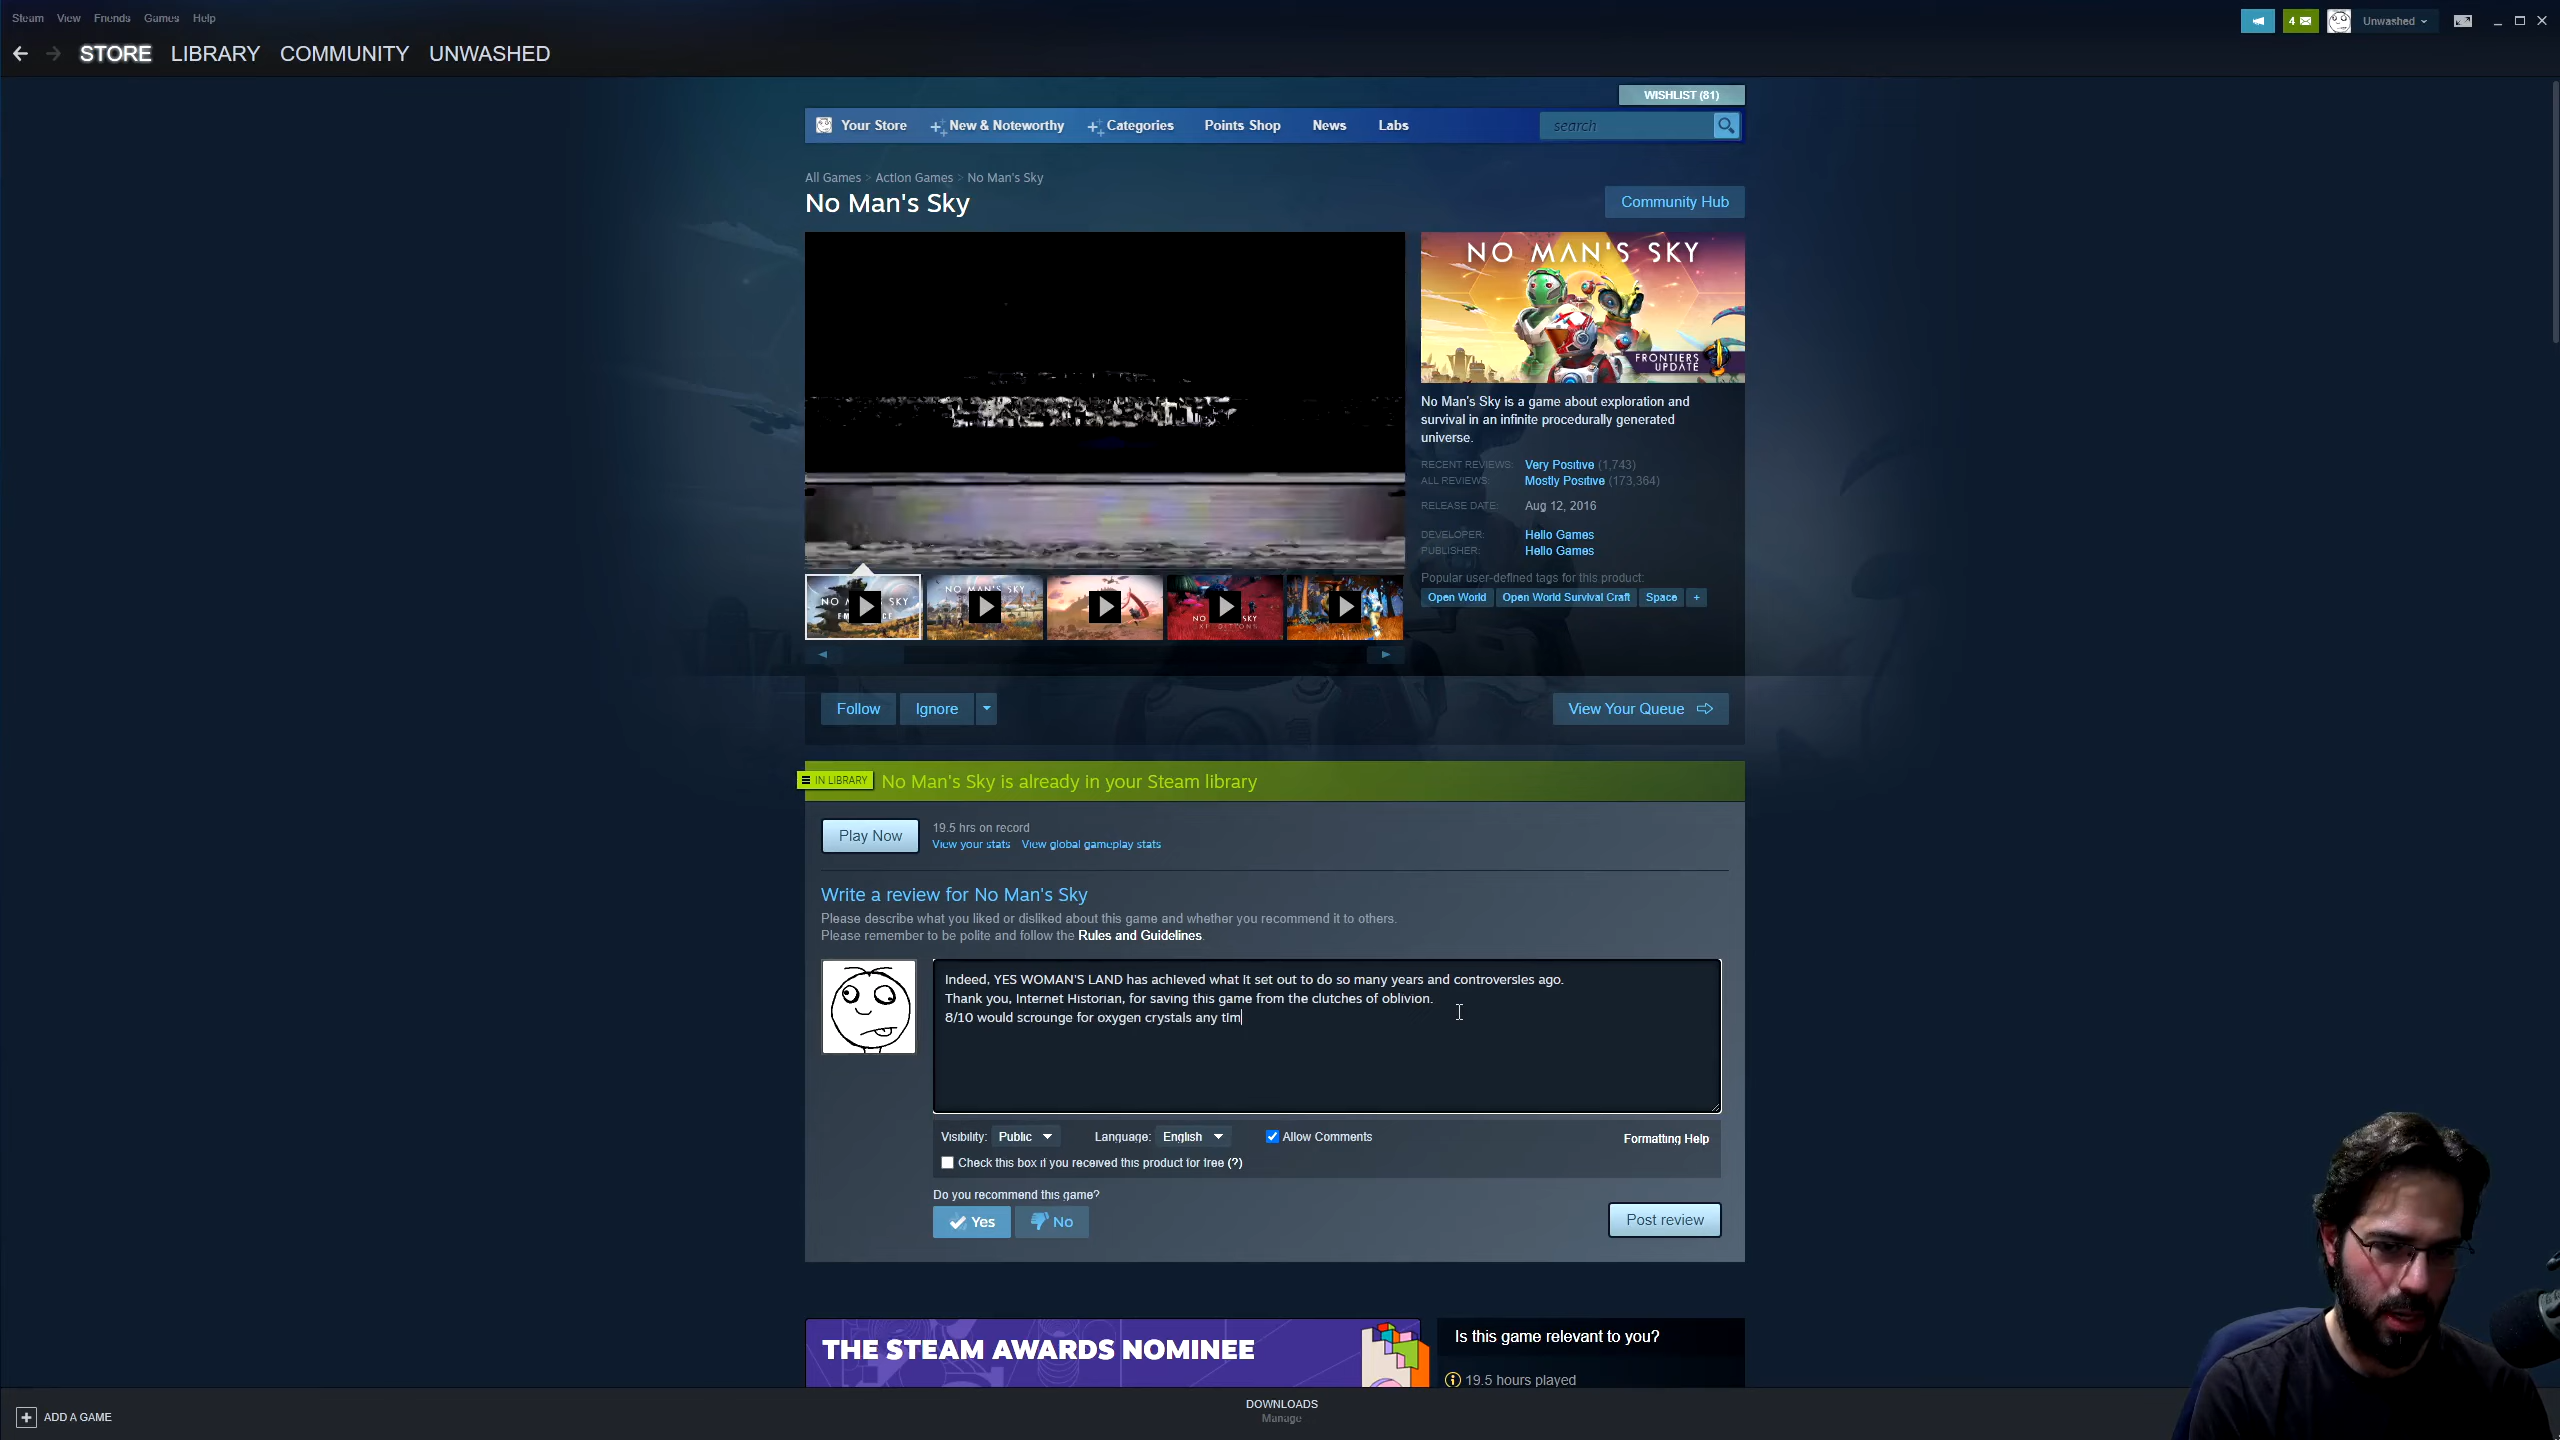 Steam View Friends Games Help
4 Unwashed
STORE LIBRARY COMMUNITY UNWASHED
WISHLIST (81)
Your Store New & Noteworthy Categories Points Shop News Labs search
All Games > Action Games > No Man's Sky
No Man's Sky
Community Hub
NO MAN'S SKY
FRONTIERS
UPDATE
No Man's Sky is a game about exploration and
survival in an infinite procedurally generated
universe.
RECENT REVIEWS: Very Positive (1,743)
ALL REVIEWS: Mostly Positive (173,364)
RELEASE DATE: Aug 12, 2016
DEVELOPER: Hello Games
PUBLISHER: Hello Games
Popular user-defined tags for this product:
Open World Open World Survival Craft Space +
NO MAN'S SKY
Follow Ignore View Your Queue
IN LIBRARY No Man's Sky is already in your Steam library
Play Now
19.5 hrs on record
View your stats View global gameplay stats
Write a review for No Man's Sky
Please describe what you liked or disliked about this game and whether you recommend it to others.
Please remember to be polite and follow the Rules and Guidelines.
Indeed, YES WOMAN'S LAND has achieved what it set out to do so many years and controversies ago.
Thank you, Internet Historian, for saving this game from the clutches of oblivion.
8/10 would scrounge for oxygen crystals any tim
Visibility: Public Language: English Allow Comments Formatting Help
Check this box if you received this product for free (?)
Do you recommend this game?
Yes No Post review
THE STEAM AWARDS NOMINEE
Is this game relevant to you?
19.5 hours played
ADD A GAME
DOWNLOADS
Manage